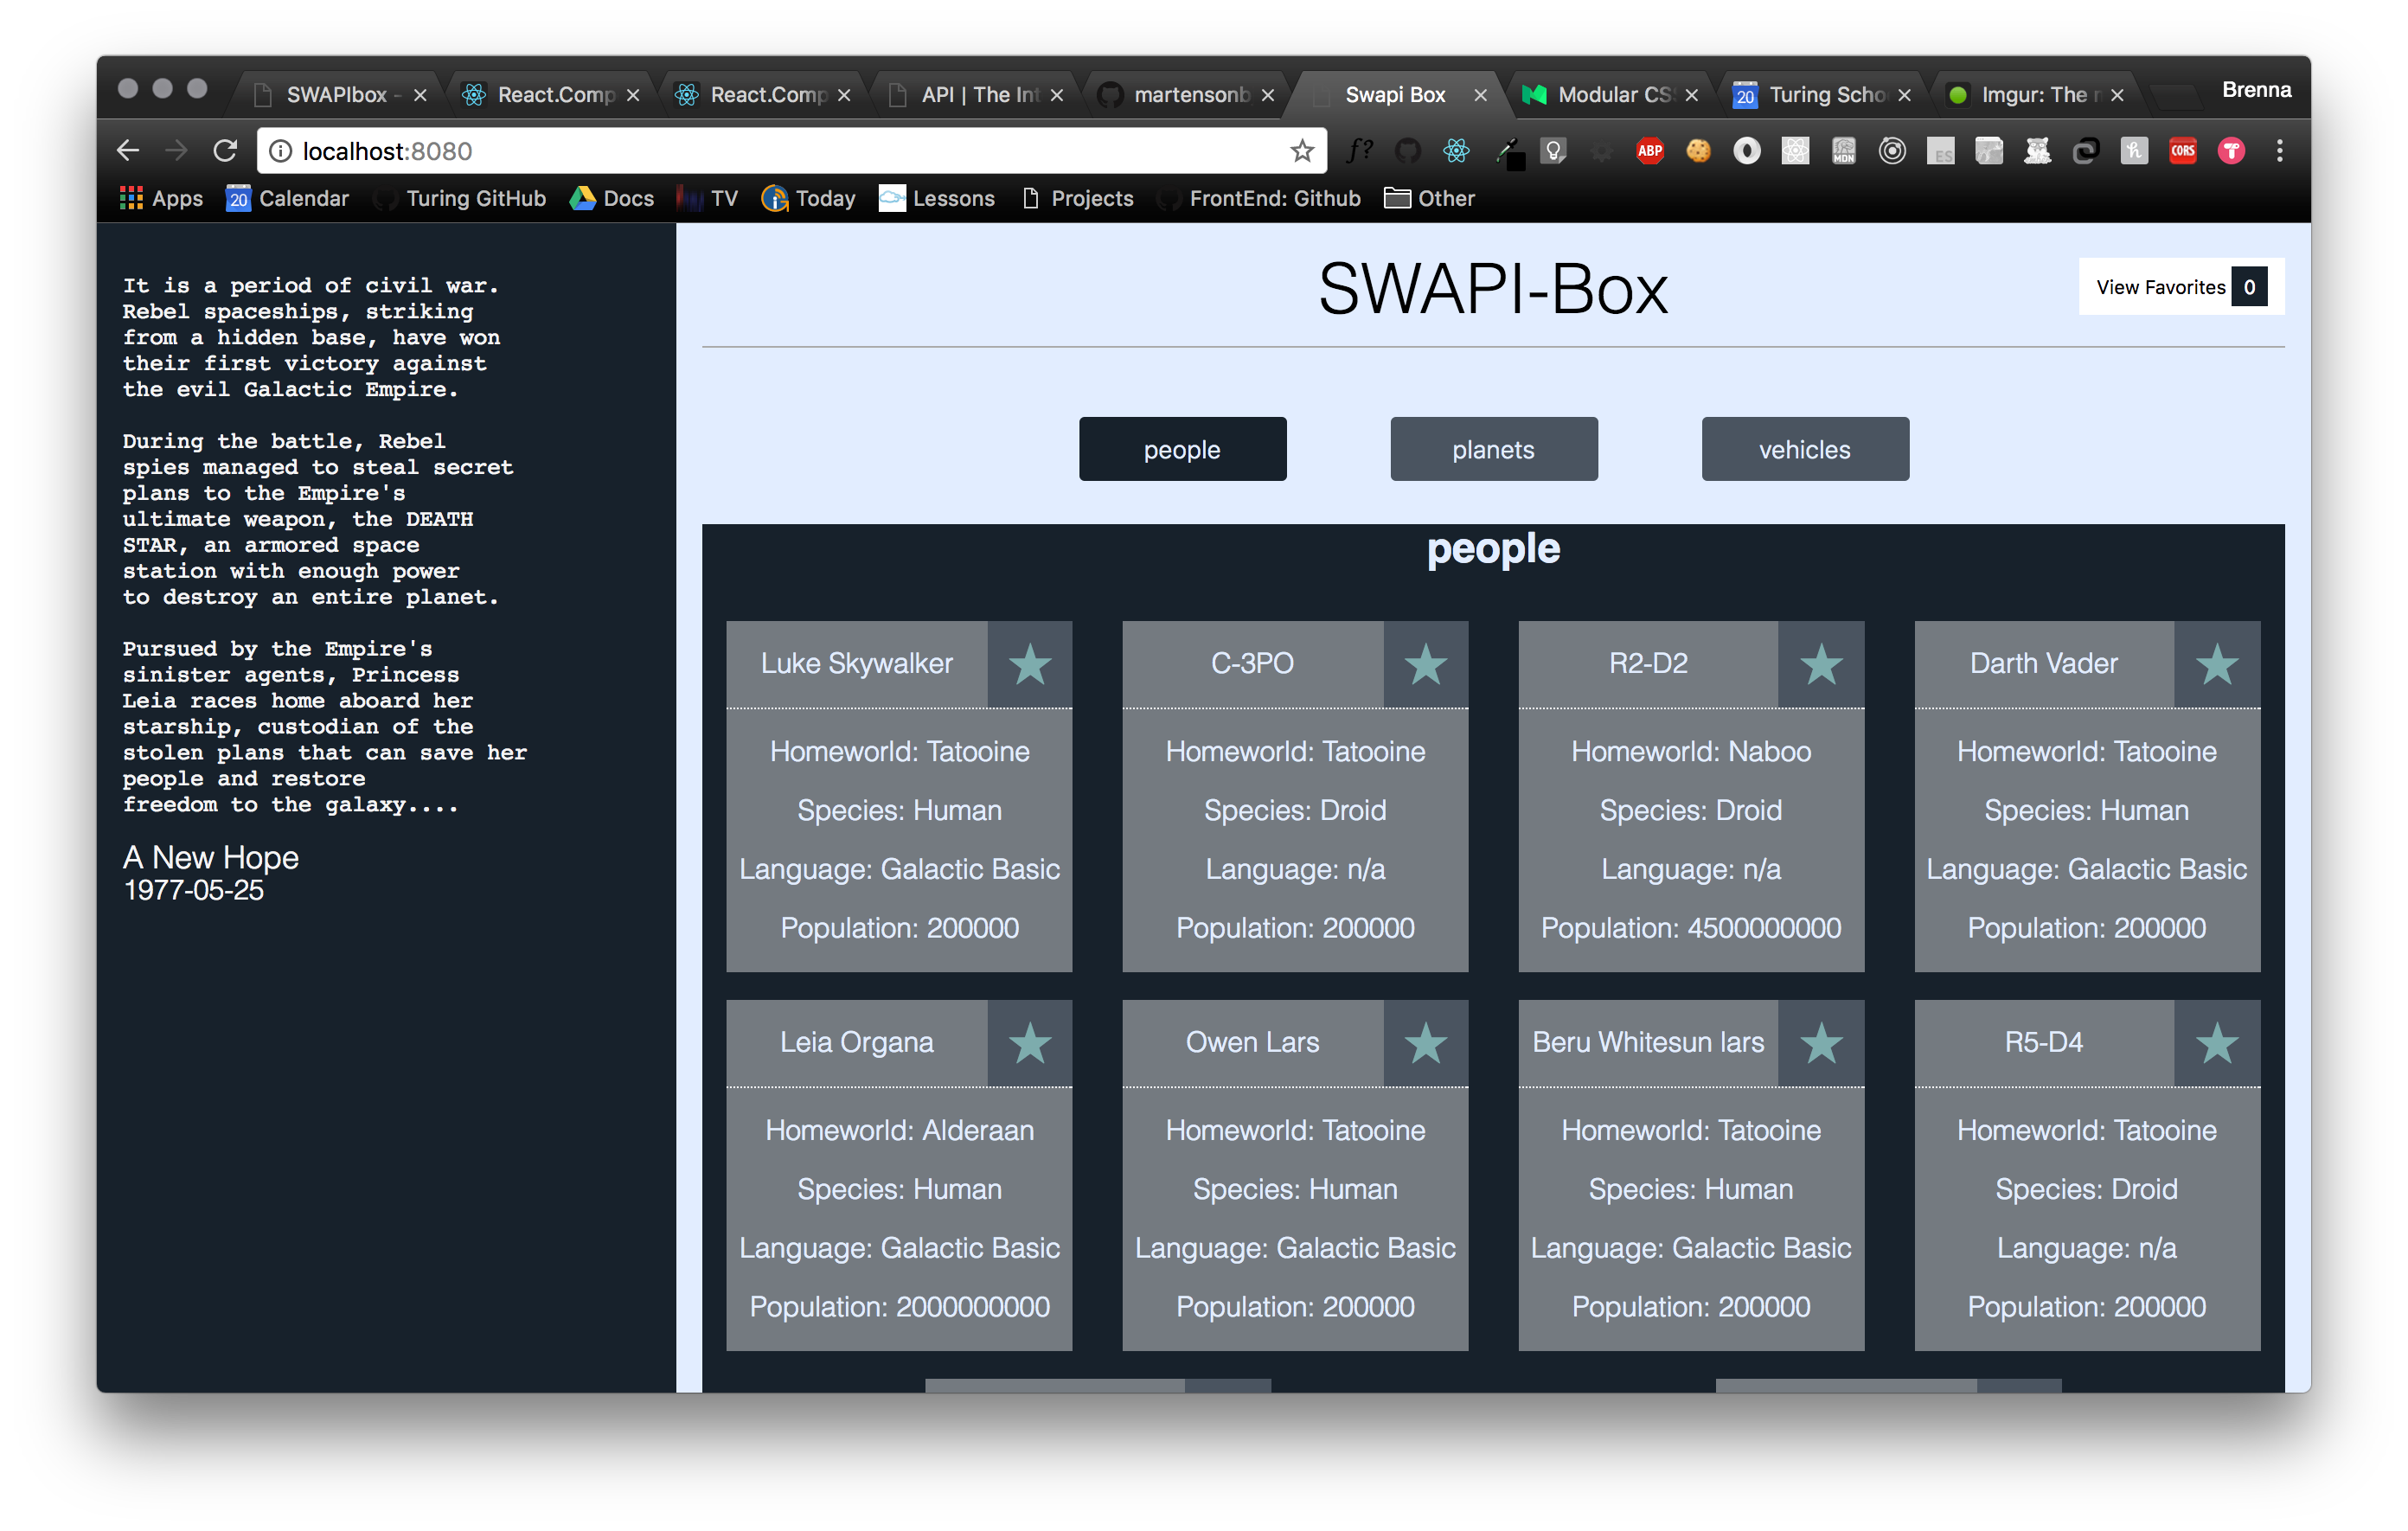 SWAPIbox -
React.Comp
React.Comp
API | The Int
martensonb
Swapi Box
Modular CS
20 Turing Scho
Imgur: The r
Brenna
localhost:8080
f?
ABP
MDN
ES
h
CORS
T
Apps
20 Calendar
Turing GitHub
Docs
TV
Today
Lessons
Projects
FrontEnd: Github
Other
It is a period of civil war.
Rebel spaceships, striking
from a hidden base, have won
their first victory against
the evil Galactic Empire.
During the battle, Rebel
spies managed to steal secret
plans to the Empire's
ultimate weapon, the DEATH
STAR, an armored space
station with enough power
to destroy an entire planet.
Pursued by the Empire's
sinister agents, Princess
Leia races home aboard her
starship, custodian of the
stolen plans that can save her
people and restore
freedom to the galaxy....
A New Hope
1977-05-25
SWAPI-Box
View Favorites 0
people
planets
vehicles
people
Luke Skywalker
Homeworld: Tatooine
Species: Human
Language: Galactic Basic
Population: 200000
C-3PO
Homeworld: Tatooine
Species: Droid
Language: n/a
Population: 200000
R2-D2
Homeworld: Naboo
Species: Droid
Language: n/a
Population: 4500000000
Darth Vader
Homeworld: Tatooine
Species: Human
Language: Galactic Basic
Population: 200000
Leia Organa
Homeworld: Alderaan
Species: Human
Language: Galactic Basic
Population: 2000000000
Owen Lars
Homeworld: Tatooine
Species: Human
Language: Galactic Basic
Population: 200000
Beru Whitesun lars
Homeworld: Tatooine
Species: Human
Language: Galactic Basic
Population: 200000
R5-D4
Homeworld: Tatooine
Species: Droid
Language: n/a
Population: 200000